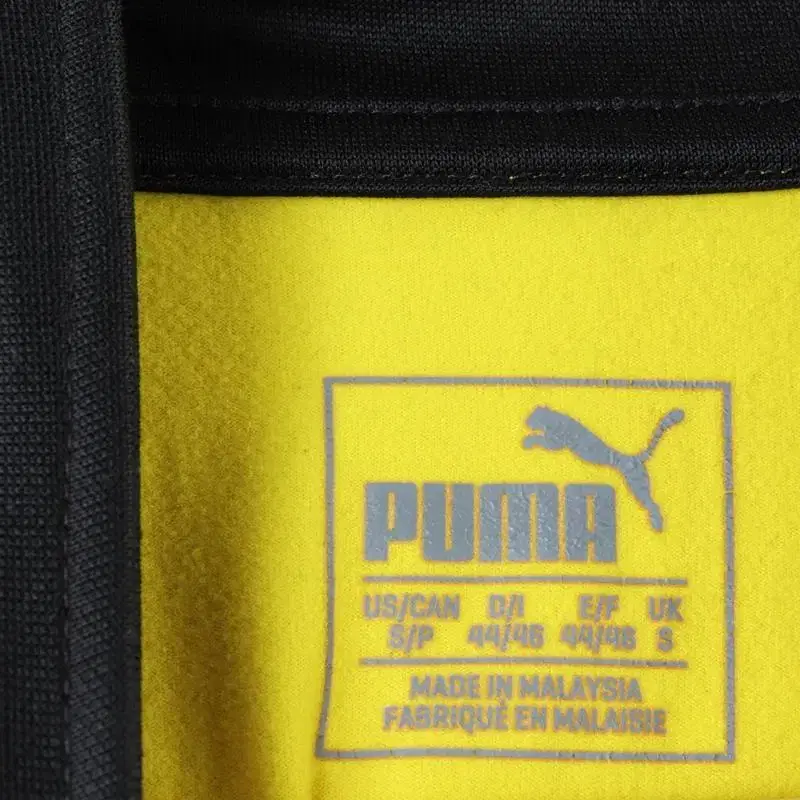 PUMA
US/CAN D/I E/F UK
S/P 44/46 44/46 S
MADE IN MALAYSIA
FABRIQUÉ EN MALAISIE